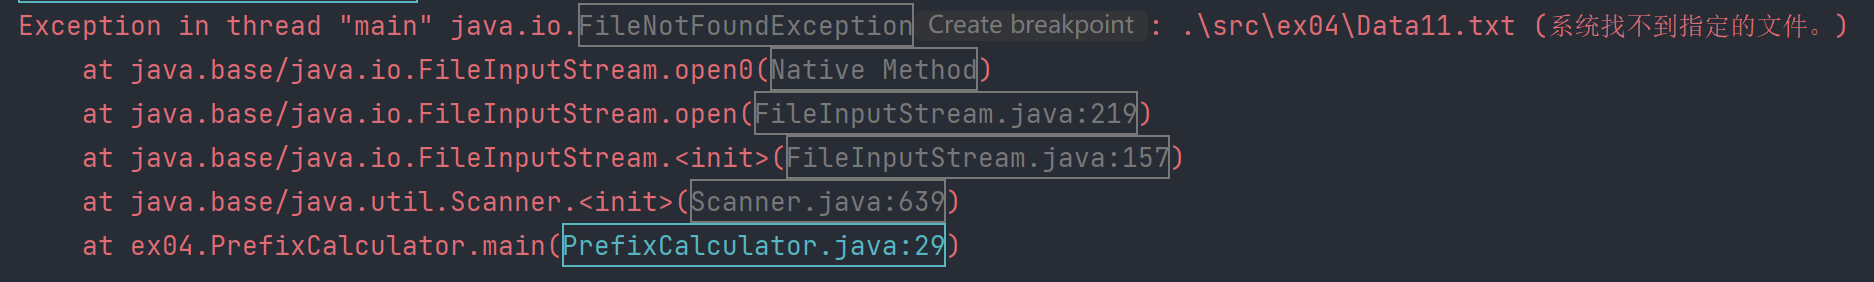 Exception in thread "main" java.io.FileNotFoundException Create breakpoint : .\src\ex04\Data11.txt (系统找不到指定的文件。)
at java.base/java.io.FileInputStream.open0(Native Method)
at java.base/java.io.FileInputStream.open(FileInputStream.java:219)
at java.base/java.io.FileInputStream.<init>(FileInputStream.java:157)
at java.base/java.util.Scanner.<init>(Scanner.java:639)
at ex04.PrefixCalculator.main(PrefixCalculator.java:29)